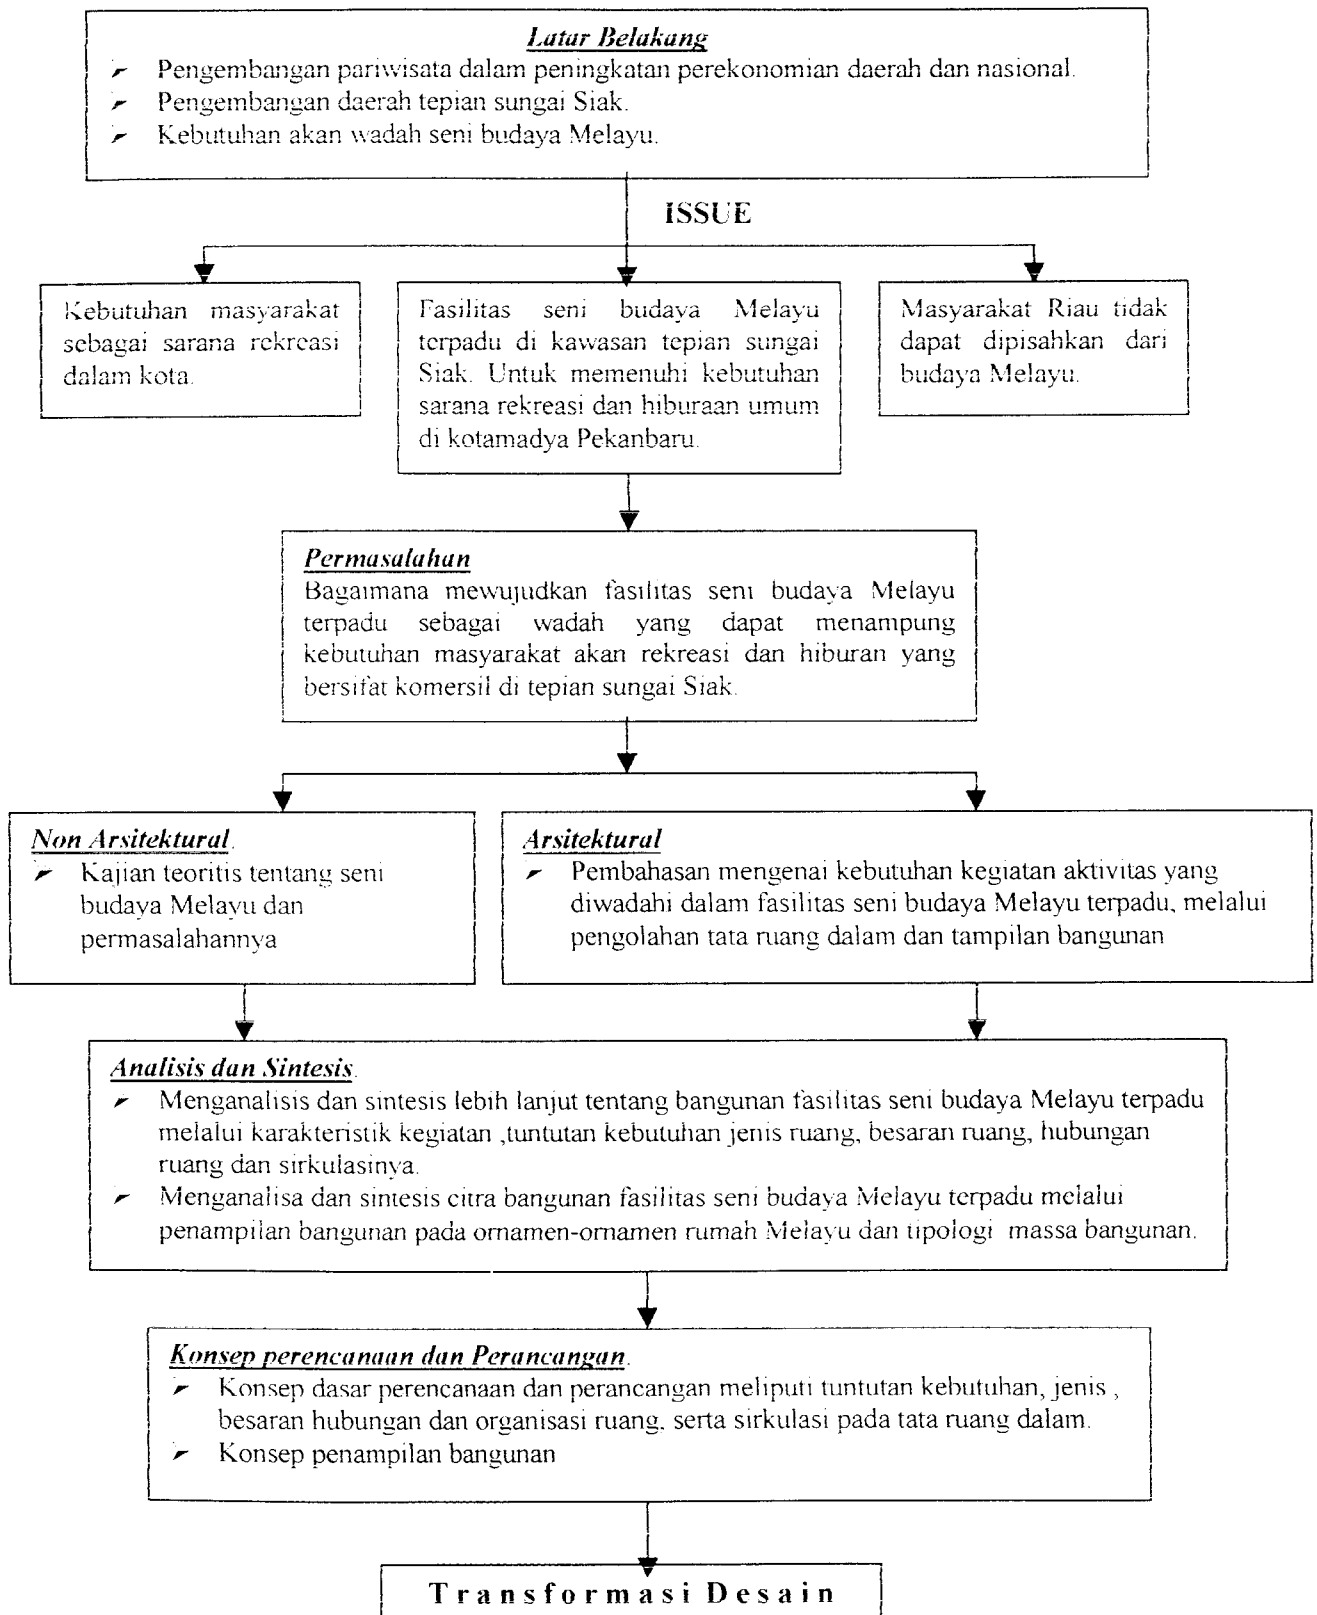 Latar Belakang
➤ Pengembangan pariwisata dalam peningkatan perekonomian daerah dan nasional.
➤ Pengembangan daerah tepian sungai Siak.
➤ Kebutuhan akan wadah seni budaya Melayu.
ISSUE
Kebutuhan masyarakat
sebagai sarana rekreasi
dalam kota.
Fasilitas seni budaya Melayu
terpadu di kawasan tepian sungai
Siak. Untuk memenuhi kebutuhan
sarana rekreasi dan hiburaan umum
di kotamadya Pekanbaru.
Masyarakat Riau tidak
dapat dipisahkan dari
budaya Melayu.
Permasalahan
Bagaimana mewujudkan fasilitas seni budaya Melayu
terpadu sebagai wadah yang dapat menampung
kebutuhan masyarakat akan rekreasi dan hiburan yang
bersifat komersil di tepian sungai Siak.
Non Arsitektural.
➤ Kajian teoritis tentang seni
budaya Melayu dan
permasalahannya
Arsitektural
➤ Pembahasan mengenai kebutuhan kegiatan aktivitas yang
diwadahi dalam fasilitas seni budaya Melayu terpadu, melalui
pengolahan tata ruang dalam dan tampilan bangunan
Analisis dan Sintesis.
➤ Menganalisis dan sintesis lebih lanjut tentang bangunan fasilitas seni budaya Melayu terpadu
melalui karakteristik kegiatan ,tuntutan kebutuhan jenis ruang, besaran ruang, hubungan
ruang dan sirkulasinya.
➤ Menganalisa dan sintesis citra bangunan fasilitas seni budaya Melayu terpadu melalui
penampilan bangunan pada ornamen-ornamen rumah Melayu dan tipologi massa bangunan.
Konsep perencanaan dan Perancangan.
➤ Konsep dasar perencanaan dan perancangan meliputi tuntutan kebutuhan, jenis ,
besaran hubungan dan organisasi ruang, serta sirkulasi pada tata ruang dalam.
➤ Konsep penampilan bangunan
Transformasi Desain